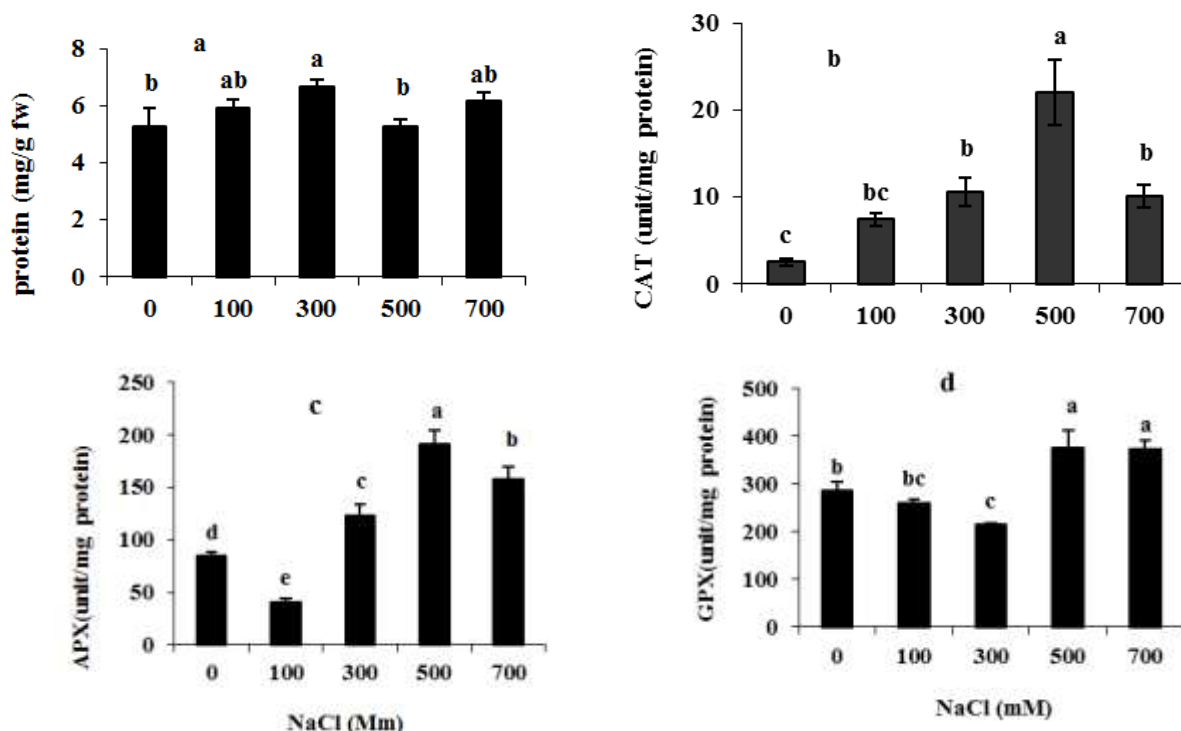 protein (mg/g fw)
8
6
4
2
0
a
b
ab
a
b
ab
0 100 300 500 700
CAT (unit/mg protein)
30
20
10
0
b
c
bc
b
a
b
0 100 300 500 700
APX(unit/mg protein)
250
200
150
100
50
0
c
d
e
c
a
b
0 100 300 500 700
NaCl (Mm)
GPX(unit/mg protein)
500
400
300
200
100
0
d
b
bc
c
a
a
0 100 300 500 700
NaCl (mM)